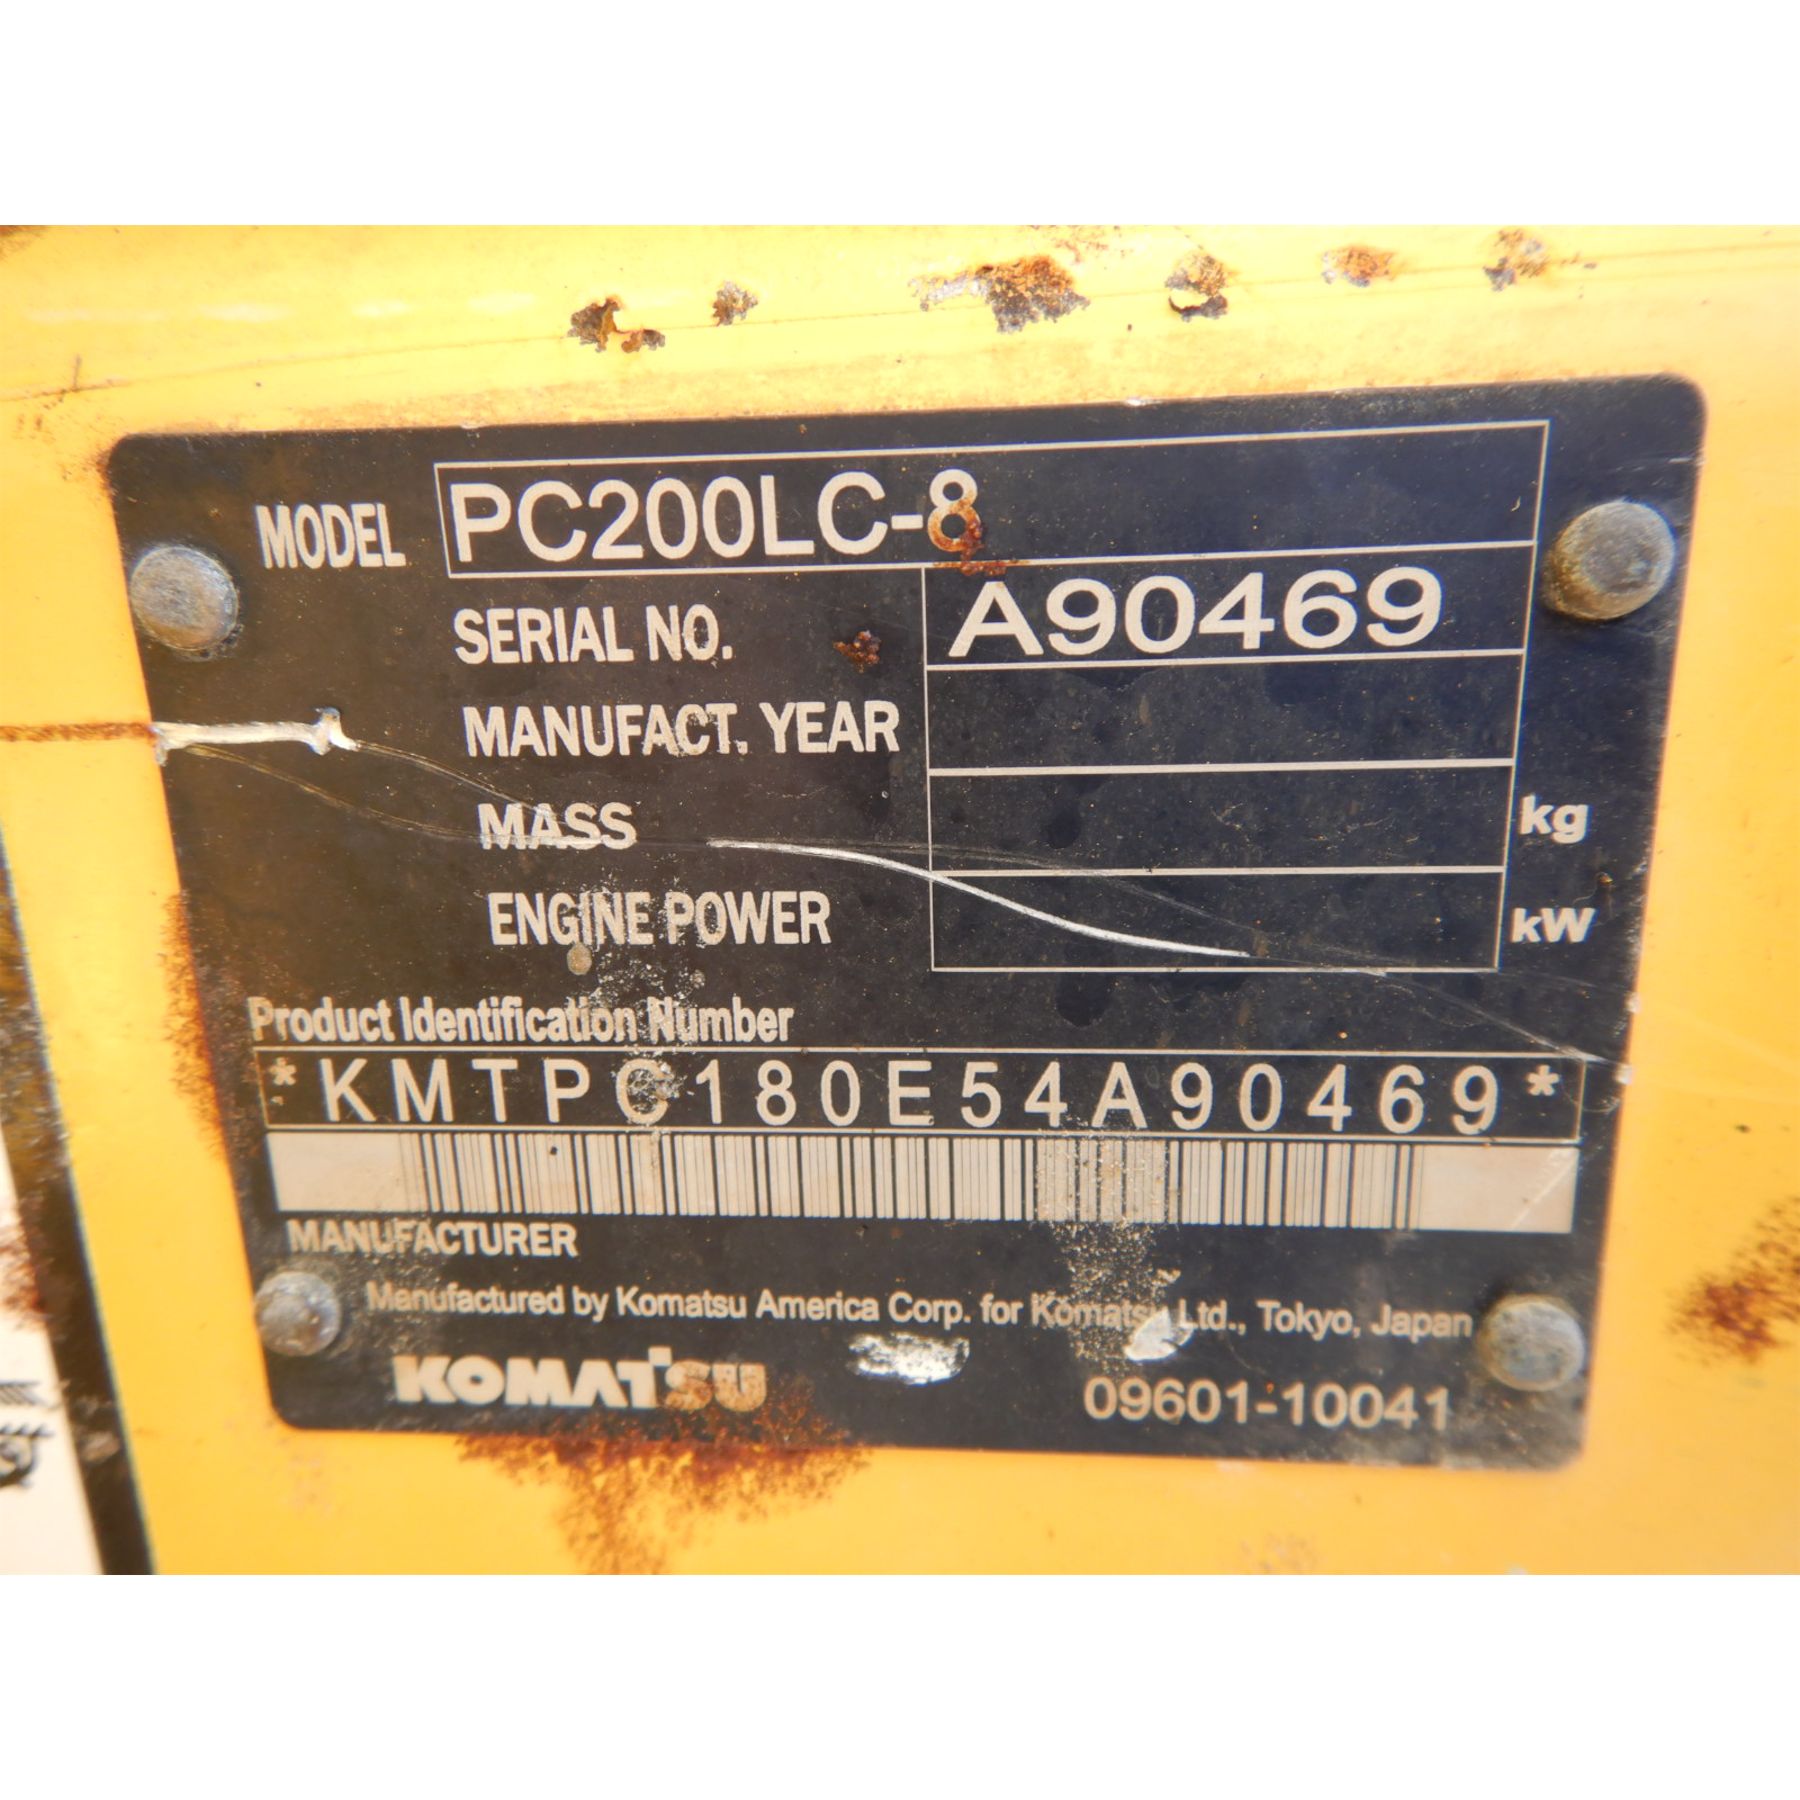 MODEL PC200LC-8
SERIAL NO. A90469
MANUFACT. YEAR
MASS kg
ENGINE POWER kW
Product Identification Number
*KMTPC180E54A90469*
MANUFACTURER
Manufactured by Komatsu America Corp. for Komatsu Ltd., Tokyo, Japan
KOMATSU 09601-10041